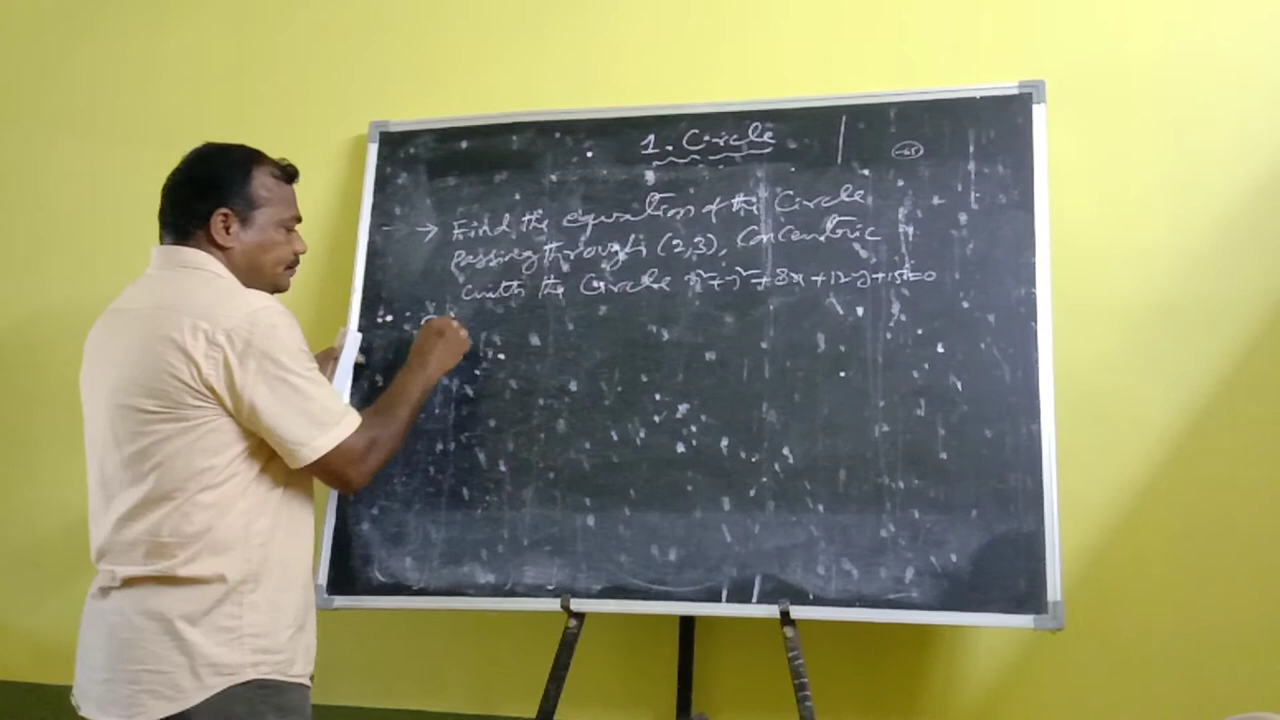 1. Circle
-65
→ Find the equation of the Circle
passing through (2,3), Concentric
with the Circle x²+y²+8x+12y+15=0